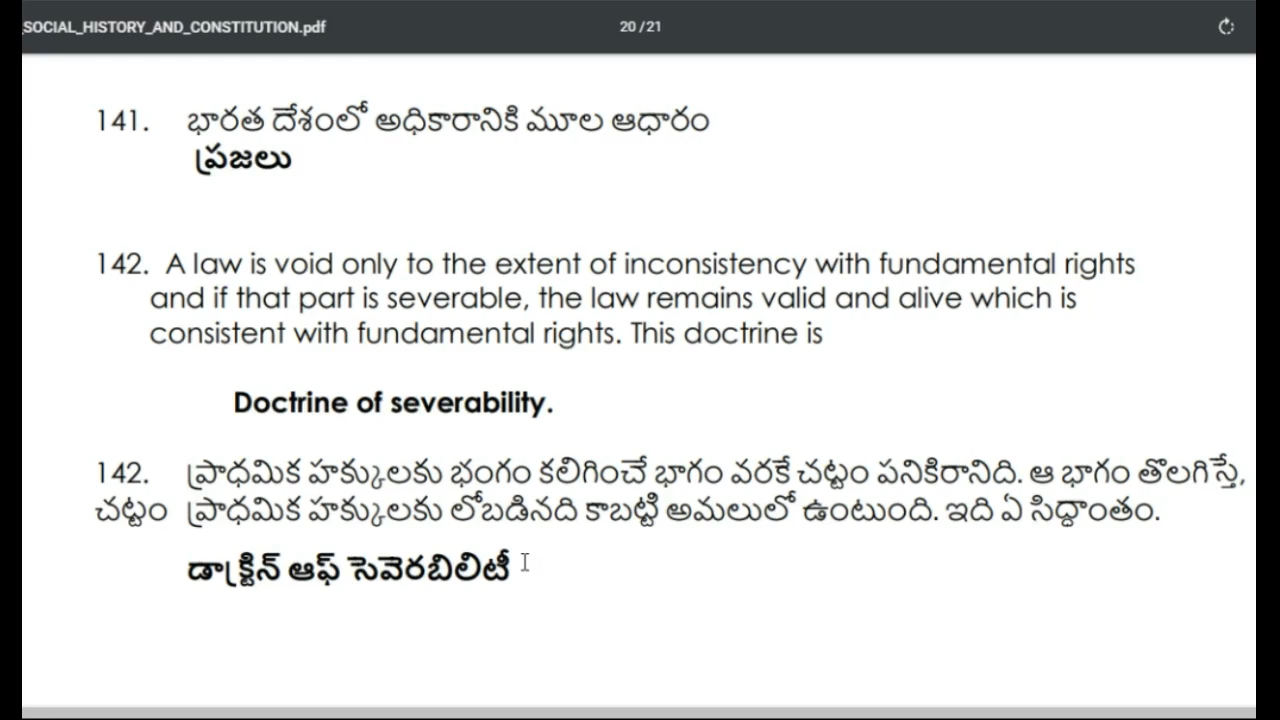 _SOCIAL_HISTORY_AND_CONSTITUTION.pdf 20 / 21
141. భారత దేశంలో అధికారానికి మూల ఆధారం
ప్రజలు
142. A law is void only to the extent of inconsistency with fundamental rights
and if that part is severable, the law remains valid and alive which is
consistent with fundamental rights. This doctrine is
Doctrine of severability.
142. ప్రాధమిక హక్కులకు భంగం కలిగించే భాగం వరకే చట్టం పనికిరానిది. ఆ భాగం తొలగిస్తే,
చట్టం ప్రాధమిక హక్కులకు లోబడినది కాబట్టి అమలులో ఉంటుంది. ఇది ఏ సిద్ధాంతం.
డాక్ట్రిన్ ఆఫ్ సెవెరబిలిటీ